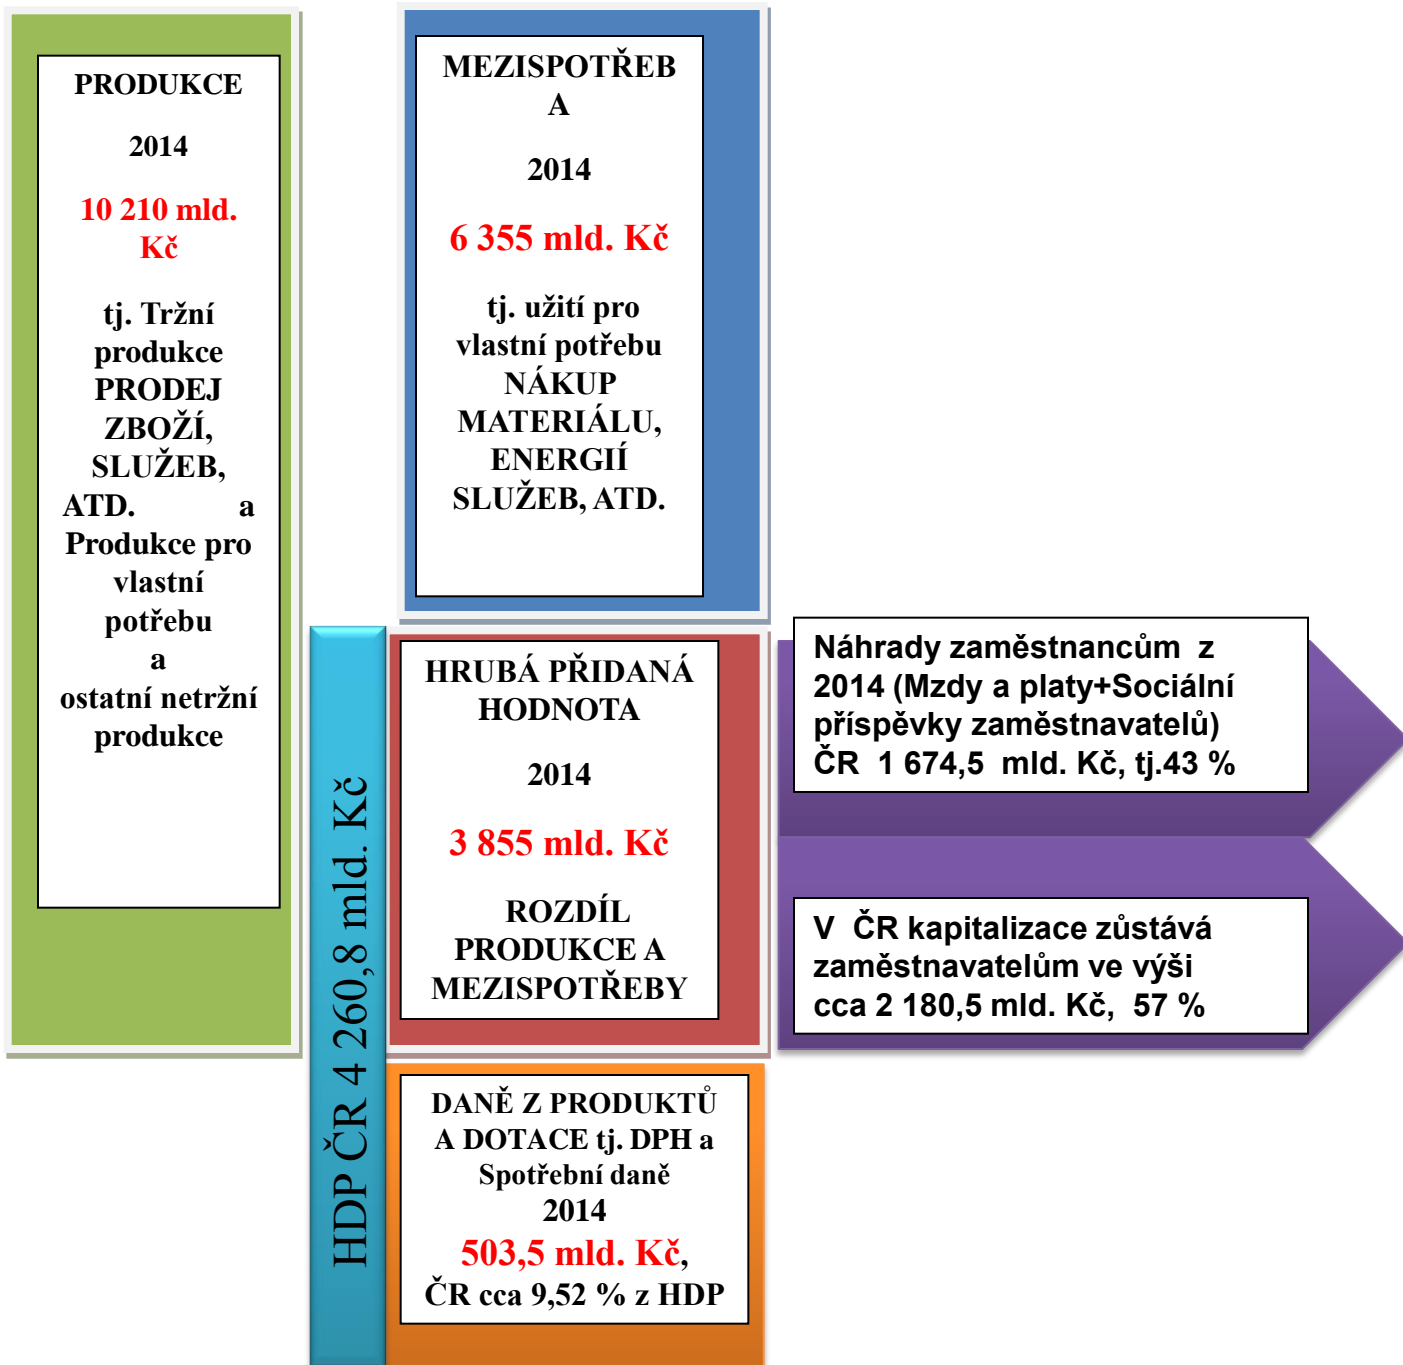 PRODUKCE
2014
10 210 mld.
Kč
tj. Tržní
produkce
PRODEJ
ZBOŽÍ,
SLUŽEB,
ATD. a
Produkce pro
vlastní
potřebu
a
ostatní netržní
produkce
MEZISPOTŘEB
A
2014
6 355 mld. Kč
tj. užití pro
vlastní potřebu
NÁKUP
MATERIÁLU,
ENERGIÍ
SLUŽEB, ATD.
HDP ČR 4 260,8 mld. Kč
HRUBÁ PŘIDANÁ
HODNOTA
2014
3 855 mld. Kč
ROZDÍL
PRODUKCE A
MEZISPOTŘEBY
Náhrady zaměstnancům z
2014 (Mzdy a platy+Sociální
příspěvky zaměstnavatelů)
ČR 1 674,5 mld. Kč, tj.43 %
V ČR kapitalizace zůstává
zaměstnavatelům ve výši
cca 2 180,5 mld. Kč, 57 %
DANĚ Z PRODUKTŮ
A DOTACE tj. DPH a
Spotřební daně
2014
503,5 mld. Kč,
ČR cca 9,52 % z HDP